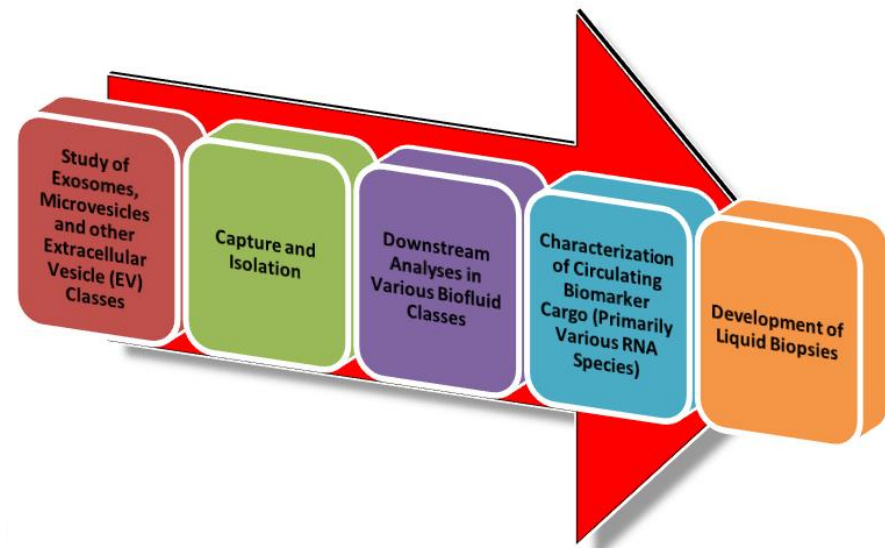 Study of
Exosomes,
Microvesicles
and other
Extracellular
Vesicle (EV)
Classes
Capture and
Isolation
Downstream
Analyses in
Various Biofluid
Classes
Characterization
of Circulating
Biomarker
Cargo (Primarily
Various RNA
Species)
Development of
Liquid Biopsies